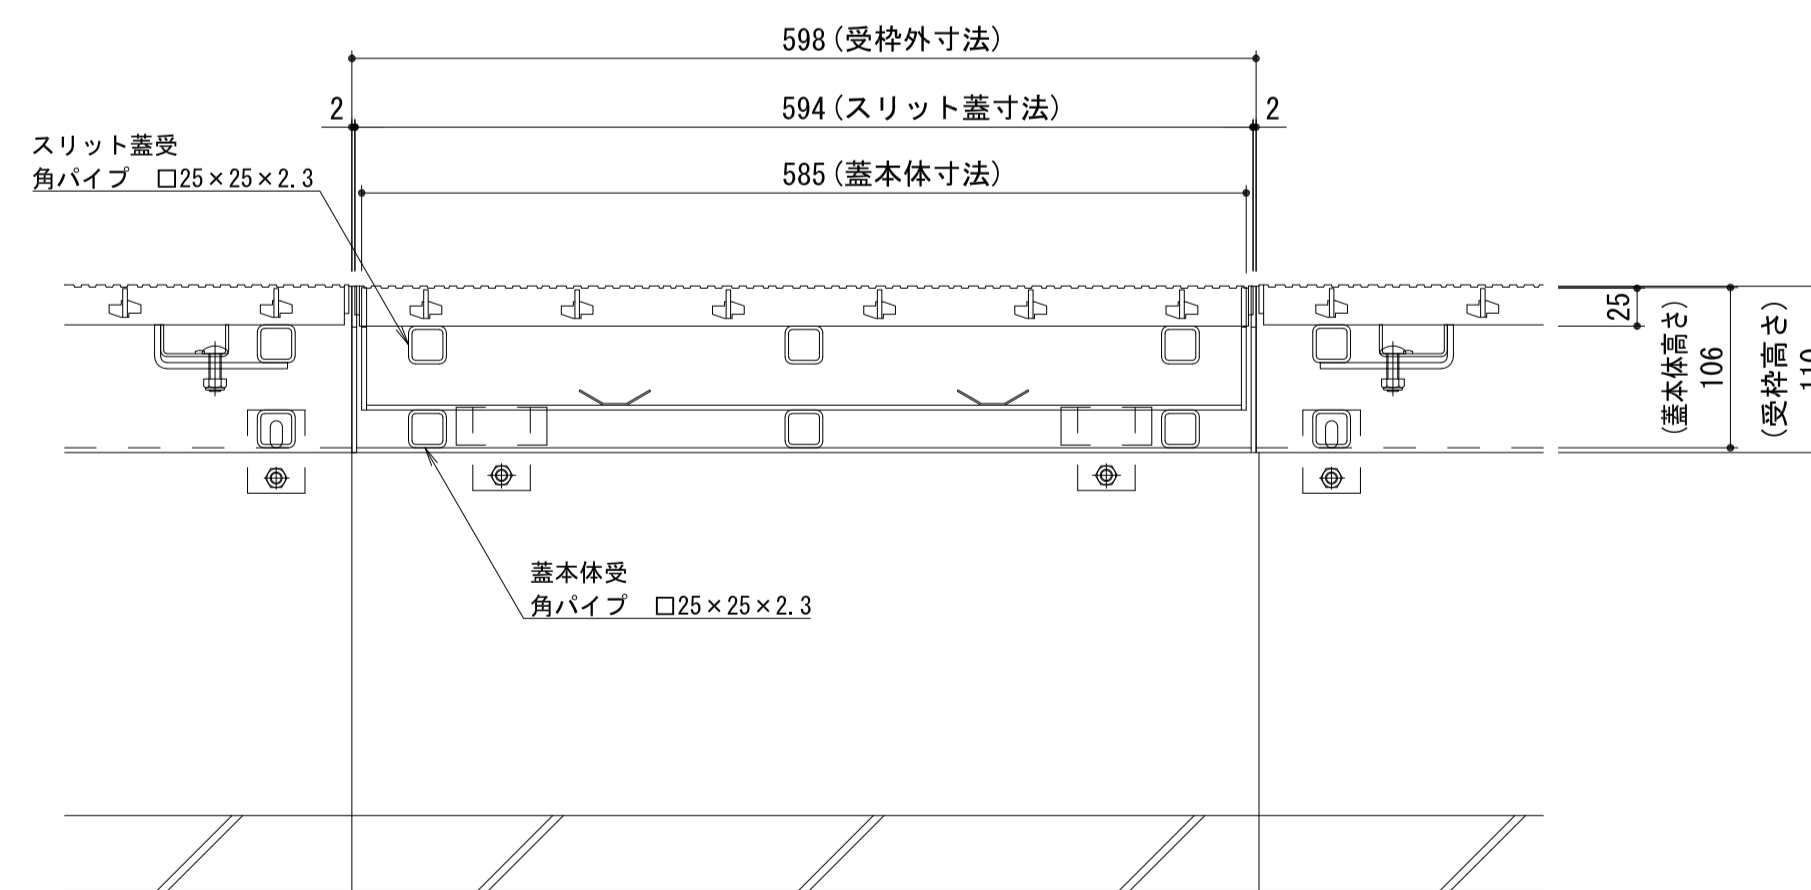 598(受枠外寸法)
2
594(スリット蓋寸法)
2
スリット蓋受
角パイプ □25×25×2.3
585(蓋本体寸法)
25
(蓋本体高さ)
106
(受枠高さ)
110
蓋本体受
角パイプ □25×25×2.3